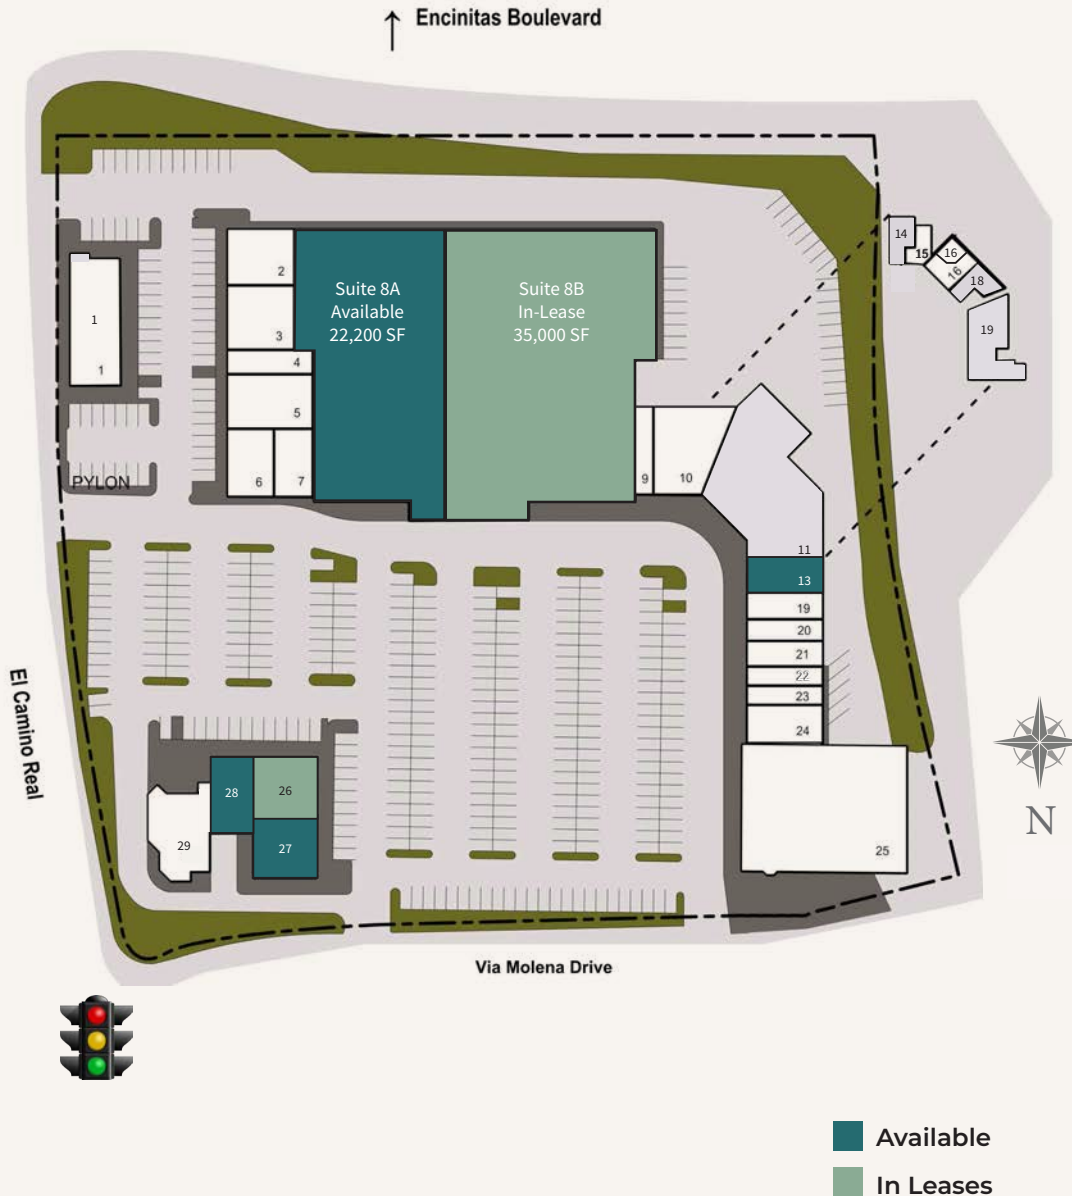 Encinitas Boulevard
14
15
16
16
18
19
2
3
4
5
6
7
Suite 8A
Available
22,200 SF
Suite 8B
In-Lease
35,000 SF
1
1
PYLON
9
10
11
13
19
20
21
22
23
24
25
El Camino Real
28
26
27
29
N
Via Molena Drive
Available
In Leases